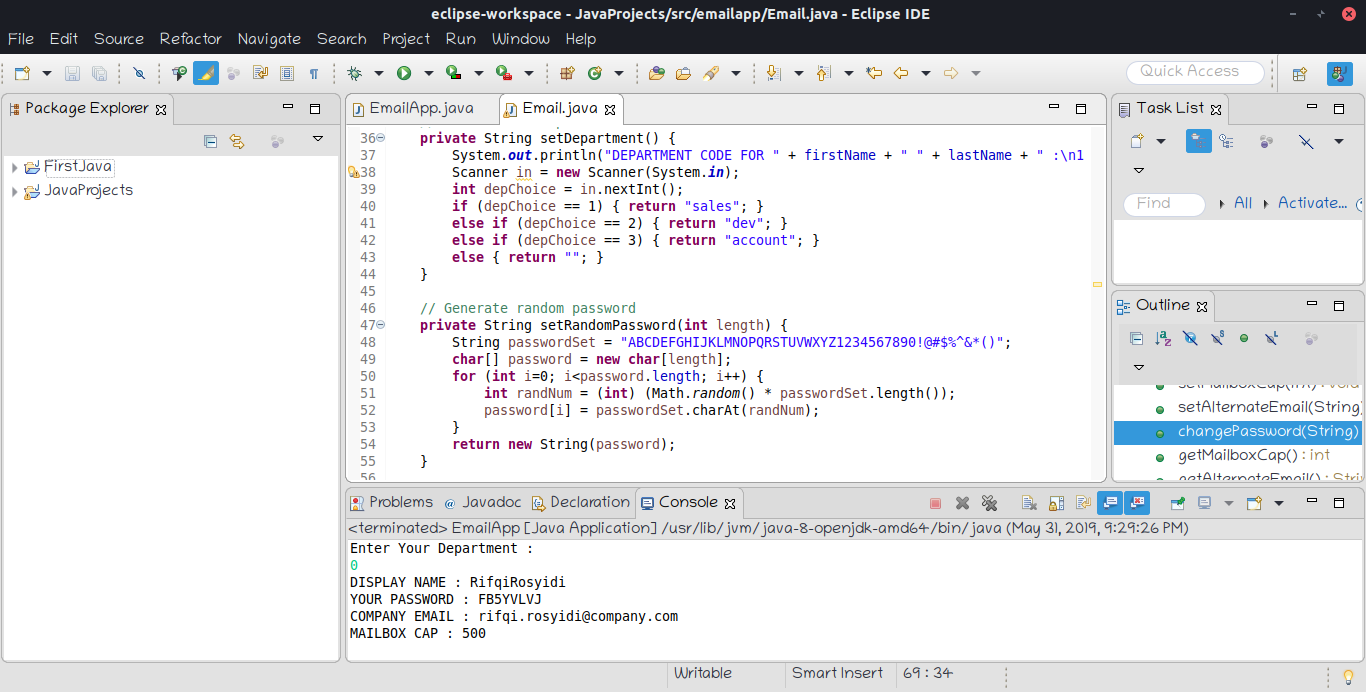 eclipse-workspace - JavaProjects/src/emailapp/Email.java - Eclipse IDE
File Edit Source Refactor Navigate Search Project Run Window Help
Quick Access
Package Explorer
FirstJava
JavaProjects
EmailApp.java Email.java
36 private String setDepartment() {
37 System.out.println("DEPARTMENT CODE FOR " + firstName + " " + lastName + " :\n1
38 Scanner in = new Scanner(System.in);
39 int depChoice = in.nextInt();
40 if (depChoice == 1) { return "sales"; }
41 else if (depChoice == 2) { return "dev"; }
42 else if (depChoice == 3) { return "account"; }
43 else { return ""; }
44 }
45
46 // Generate random password
47 private String setRandomPassword(int length) {
48 String passwordSet = "ABCDEFGHIJKLMNOPQRSTUVWXYZ1234567890!@#$%^&*()";
49 char[] password = new char[length];
50 for (int i=0; i<password.length; i++) {
51 int randNum = (int) (Math.random() * passwordSet.length());
52 password[i] = passwordSet.charAt(randNum);
53 }
54 return new String(password);
55 }
56
Task List
Find All Activate...
Outline
setMailboxCap(int) : void
setAlternateEmail(String)
changePassword(String)
getMailboxCap() : int
getAlternateEmail() : Strin
Problems Javadoc Declaration Console
<terminated> EmailApp [Java Application] /usr/lib/jvm/java-8-openjdk-amd64/bin/java (May 31, 2019, 9:29:26 PM)
Enter Your Department :
0
DISPLAY NAME : RifqiRosyidi
YOUR PASSWORD : FB5YVLVJ
COMPANY EMAIL : rifqi.rosyidi@company.com
MAILBOX CAP : 500
Writable Smart Insert 69 : 34